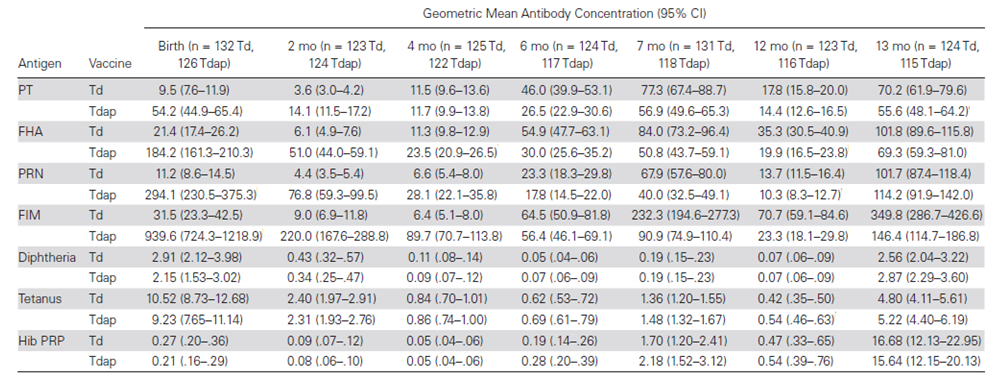 Geometric Mean Antibody Concentration (95% CI)
Birth (n = 132 Td, 2 mo (n = 123 Td, 4 mo (n = 125 Td, 6 mo (n = 124 Td, 7 mo (n = 131 Td, 12 mo (n = 123 Td, 13 mo (n = 124 Td,
Antigen Vaccine 126 Tdap) 124 Tdap) 122 Tdap) 117 Tdap) 118 Tdap) 116 Tdap) 115 Tdap)
PT Td 9.5 (76–11.9) 3.6 (3.0–4.2) 11.5 (9.6–13.6) 46.0 (39.9–53.1) 773 (674–88.7) 178 (15.8–20.0) 70.2 (61.9–79.6)
Tdap 54.2 (44.9–65.4) 14.1 (11.5–172) 11.7 (9.9–13.8) 26.5 (22.9–30.6) 56.9 (49.6–65.3) 14.4 (12.6–16.5) 55.6 (48.1–64.2)
FHA Td 21.4 (174–26.2) 6.1 (4.9–76) 11.3 (9.8–12.9) 54.9 (47.7–63.1) 84.0 (73.2–96.4) 35.3 (30.5–40.9) 101.8 (89.6–115.8)
Tdap 184.2 (161.3–210.3) 51.0 (44.0–59.1) 23.5 (20.9–26.5) 30.0 (25.6–35.2) 50.8 (43.7–59.1) 19.9 (16.5–23.8) 69.3 (59.3–81.0)
PRN Td 11.2 (8.6–14.5) 4.4 (3.5–5.4) 6.6 (5.4–8.0) 23.3 (18.3–29.8) 67.9 (57.6–80.0) 13.7 (11.5–16.4) 101.7 (874–118.4)
Tdap 294.1 (230.5–375.3) 76.8 (59.3–99.5) 28.1 (22.1–35.8) 178 (14.5–22.0) 40.0 (32.5–49.1) 10.3 (8.3–12.7) 114.2 (91.9–142.0)
FIM Td 31.5 (23.3–42.5) 9.0 (6.9–11.8) 6.4 (5.1–8.0) 64.5 (50.9–81.8) 232.3 (194.6–2773) 70.7 (59.1–84.6) 349.8 (286.7–426.6)
Tdap 939.6 (724.3–1218.9) 220.0 (167.6–288.8) 89.7 (70.7–113.8) 56.4 (46.1–69.1) 90.9 (74.9–110.4) 23.3 (18.1–29.8) 146.4 (114.7–186.8)
Diphtheria Td 2.91 (2.12–3.98) 0.43 (.32–.57) 0.11 (.08–.14) 0.05 (.04–.06) 0.19 (.15–.23) 0.07 (.06–.09) 2.56 (2.04–3.22)
Tdap 2.15 (1.53–3.02) 0.34 (.25–.47) 0.09 (.07–.12) 0.07 (.06–.09) 0.19 (.15–.23) 0.07 (.06–.09) 2.87 (2.29–3.60)
Tetanus Td 10.52 (8.73–12.68) 2.40 (1.97–2.91) 0.84 (.70–1.01) 0.62 (.53–.72) 1.36 (1.20–1.55) 0.42 (.35–.50) 4.80 (4.11–5.61)
Tdap 9.23 (7.65–11.14) 2.31 (1.93–2.76) 0.86 (.74–1.00) 0.69 (.61–.79) 1.48 (1.32–1.67) 0.54 (.46–.63) 5.22 (4.40–6.19)
Hib PRP Td 0.27 (.20–.36) 0.09 (.07–.12) 0.05 (.04–.06) 0.19 (.14–.26) 1.70 (1.20–2.41) 0.47 (.33–.65) 16.68 (12.13–22.95)
Tdap 0.21 (.16–.29) 0.08 (.06–.10) 0.05 (.04–.06) 0.28 (.20–.39) 2.18 (1.52–3.12) 0.54 (.39–.76) 15.64 (12.15–20.13)